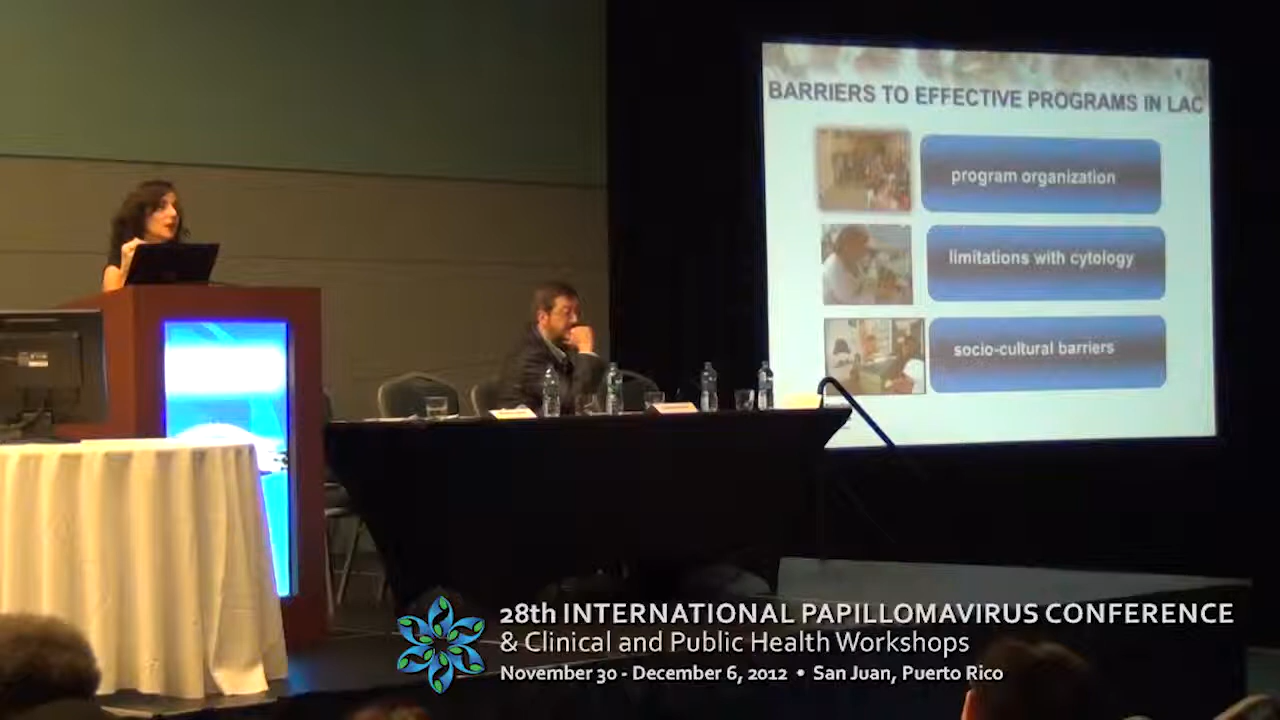 BARRIERS TO EFFECTIVE PROGRAMS IN LAC
program organization
limitations with cytology
socio-cultural barriers
28th INTERNATIONAL PAPILLOMAVIRUS CONFERENCE
& Clinical and Public Health Workshops
November 30 - December 6, 2012 • San Juan, Puerto Rico